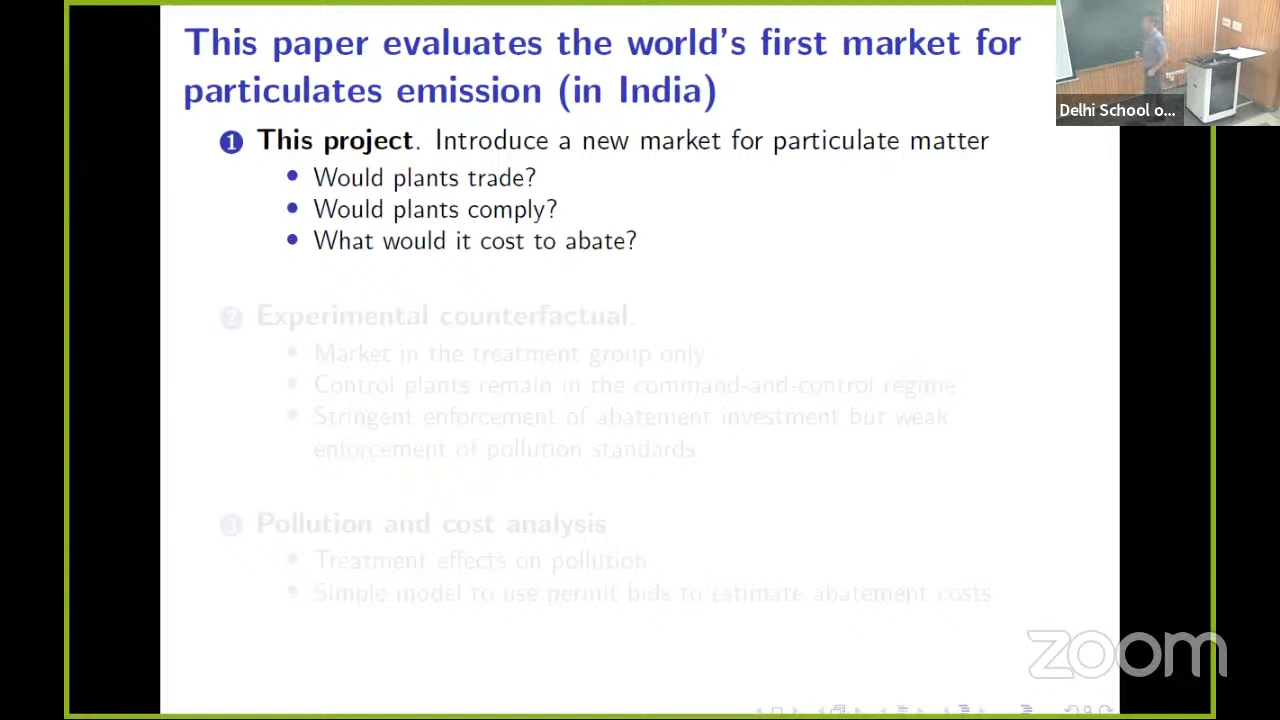 This paper evaluates the world's first market for
particulates emission (in India)
1 This project. Introduce a new market for particulate matter
• Would plants trade?
• Would plants comply?
• What would it cost to abate?
2 Experimental counterfactual.
• Market in the treatment group only
• Control plants remain in the command-and-control regime
• Stringent enforcement of abatement investment but weak
enforcement of pollution standards
3 Pollution and cost analysis
• Treatment effects on pollution
• Simple model to use permit bids to estimate abatement costs
Delhi School o...
zoom